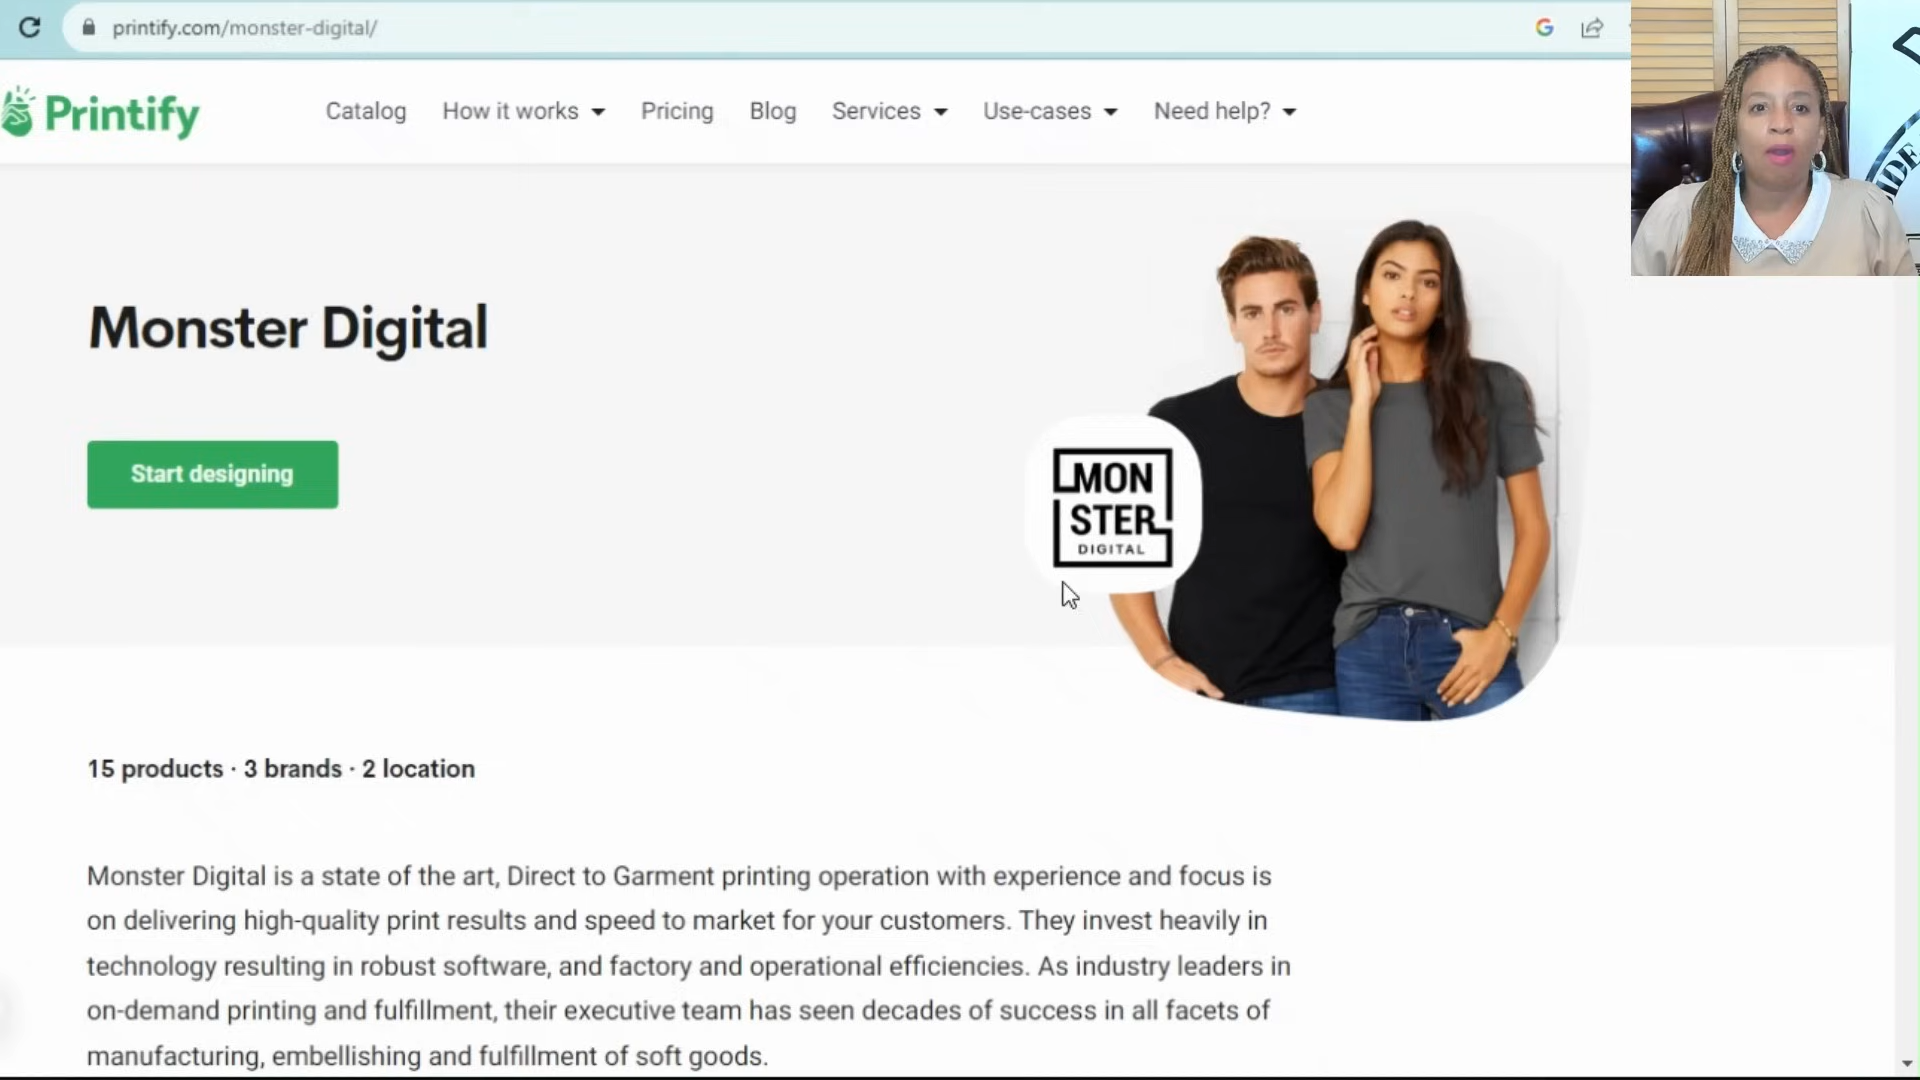 printify.com/monster-digital/
Printify
Catalog How it works Pricing Blog Services Use-cases Need help?
Monster Digital
Start designing
MON
STER
DIGITAL
15 products · 3 brands · 2 location
Monster Digital is a state of the art, Direct to Garment printing operation with experience and focus is
on delivering high-quality print results and speed to market for your customers. They invest heavily in
technology resulting in robust software, and factory and operational efficiencies. As industry leaders in
on-demand printing and fulfillment, their executive team has seen decades of success in all facets of
manufacturing, embellishing and fulfillment of soft goods.